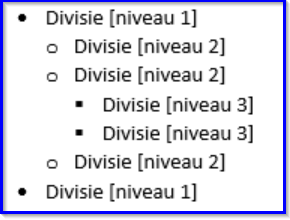 • Divisie [niveau 1]
o Divisie [niveau 2]
o Divisie [niveau 2]
▪ Divisie [niveau 3]
▪ Divisie [niveau 3]
o Divisie [niveau 2]
• Divisie [niveau 1]